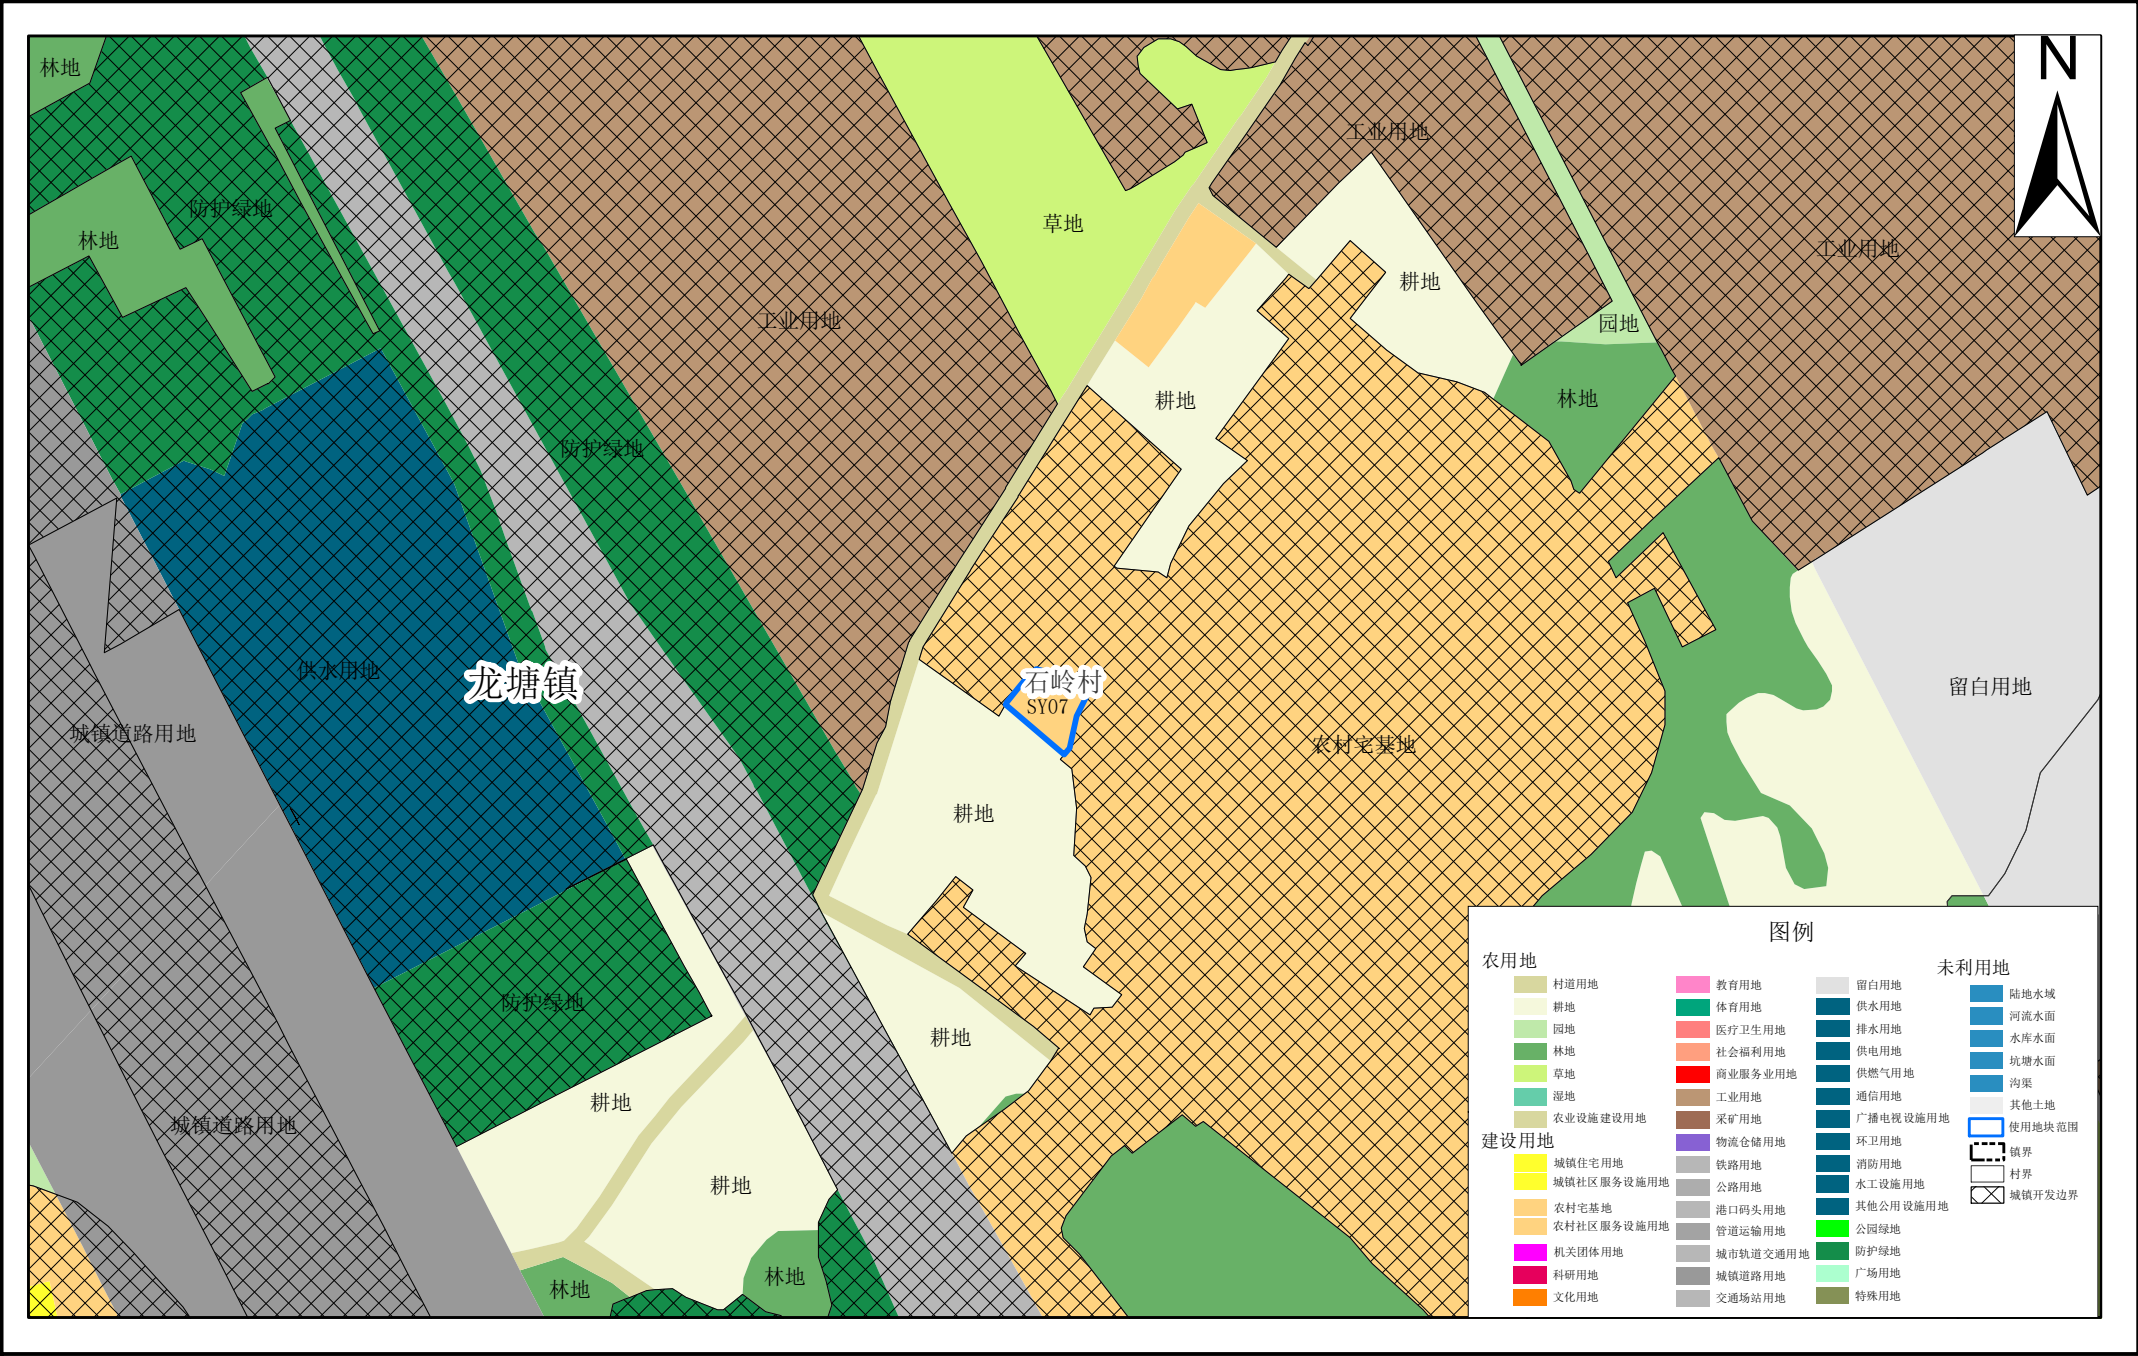 N
林地
工业用地
防护绿地
草地
林地
工业用地
耕地
工业用地
园地
耕地
林地
防护绿地
供水用地
龙塘镇
石岭村
留白用地
SY07
城镇道路用地
农村宅基地
耕地
防护绿地
耕地
耕地
城镇道路用地
耕地
林地
林地
图例
农用地
村道用地
耕地
园地
林地
草地
湿地
农业设施建设用地
建设用地
城镇住宅用地
城镇社区服务设施用地
农村宅基地
农村社区服务设施用地
机关团体用地
科研用地
文化用地
教育用地
体育用地
医疗卫生用地
社会福利用地
商业服务业用地
工业用地
采矿用地
物流仓储用地
铁路用地
公路用地
港口码头用地
管道运输用地
城市轨道交通用地
城镇道路用地
交通场站用地
留白用地
供水用地
排水用地
供电用地
供燃气用地
通信用地
广播电视设施用地
环卫用地
消防用地
水工设施用地
其他公用设施用地
公园绿地
防护绿地
广场用地
特殊用地
未利用地
陆地水域
河流水面
水库水面
坑塘水面
沟渠
其他土地
使用地块范围
镇界
村界
城镇开发边界